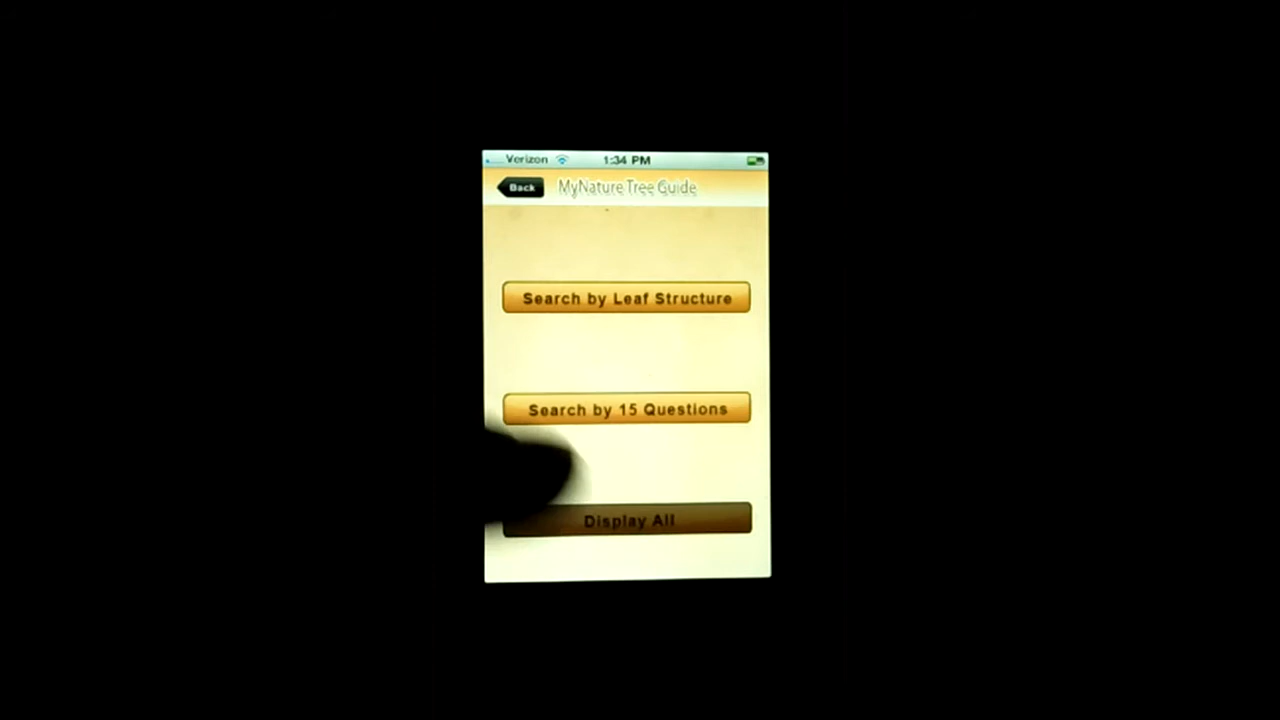 Verizon 1:34 PM
Back MyNature Tree Guide
Search by Leaf Structure
Search by 15 Questions
Display All